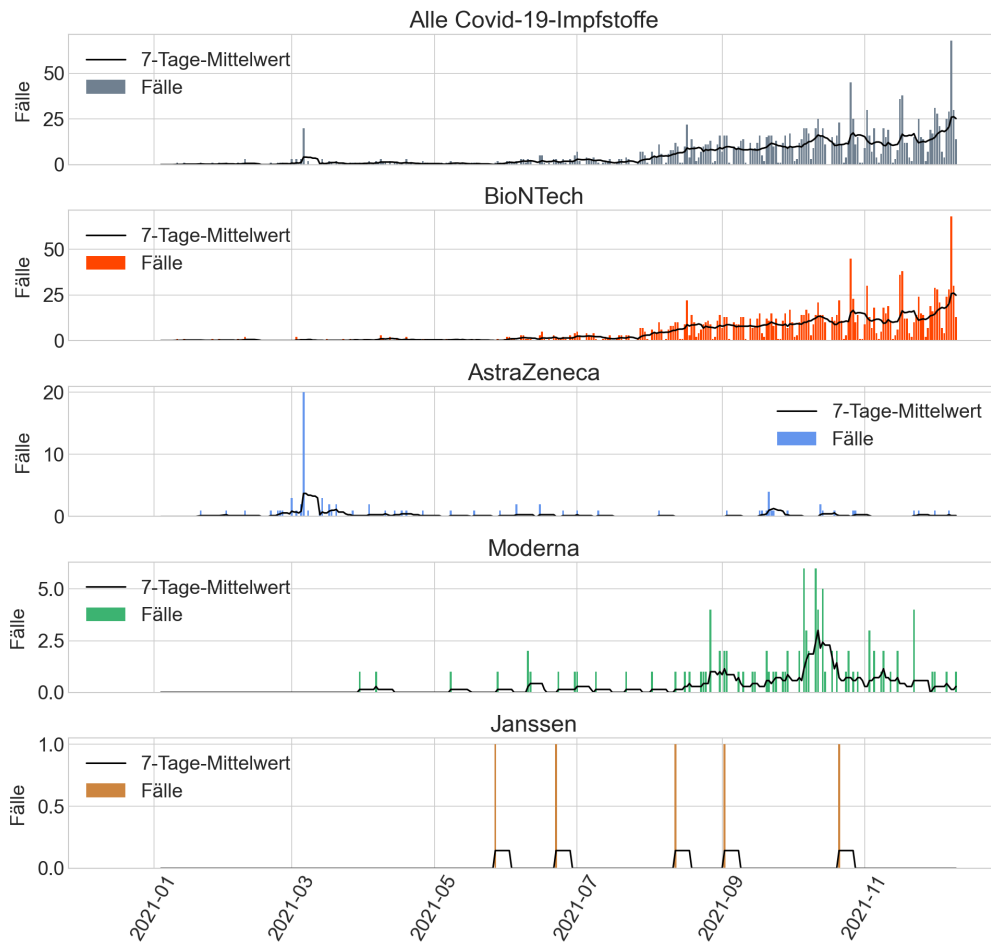 Alle Covid-19-Impfstoffe
7-Tage-Mittelwert
Fälle
Fälle
50
25
0
BioNTech
7-Tage-Mittelwert
Fälle
Fälle
50
25
0
AstraZeneca
7-Tage-Mittelwert
Fälle
Fälle
20
10
0
Moderna
7-Tage-Mittelwert
Fälle
Fälle
5.0
2.5
0.0
Janssen
7-Tage-Mittelwert
Fälle
Fälle
1.0
0.5
0.0
2021-01
2021-03
2021-05
2021-07
2021-09
2021-11